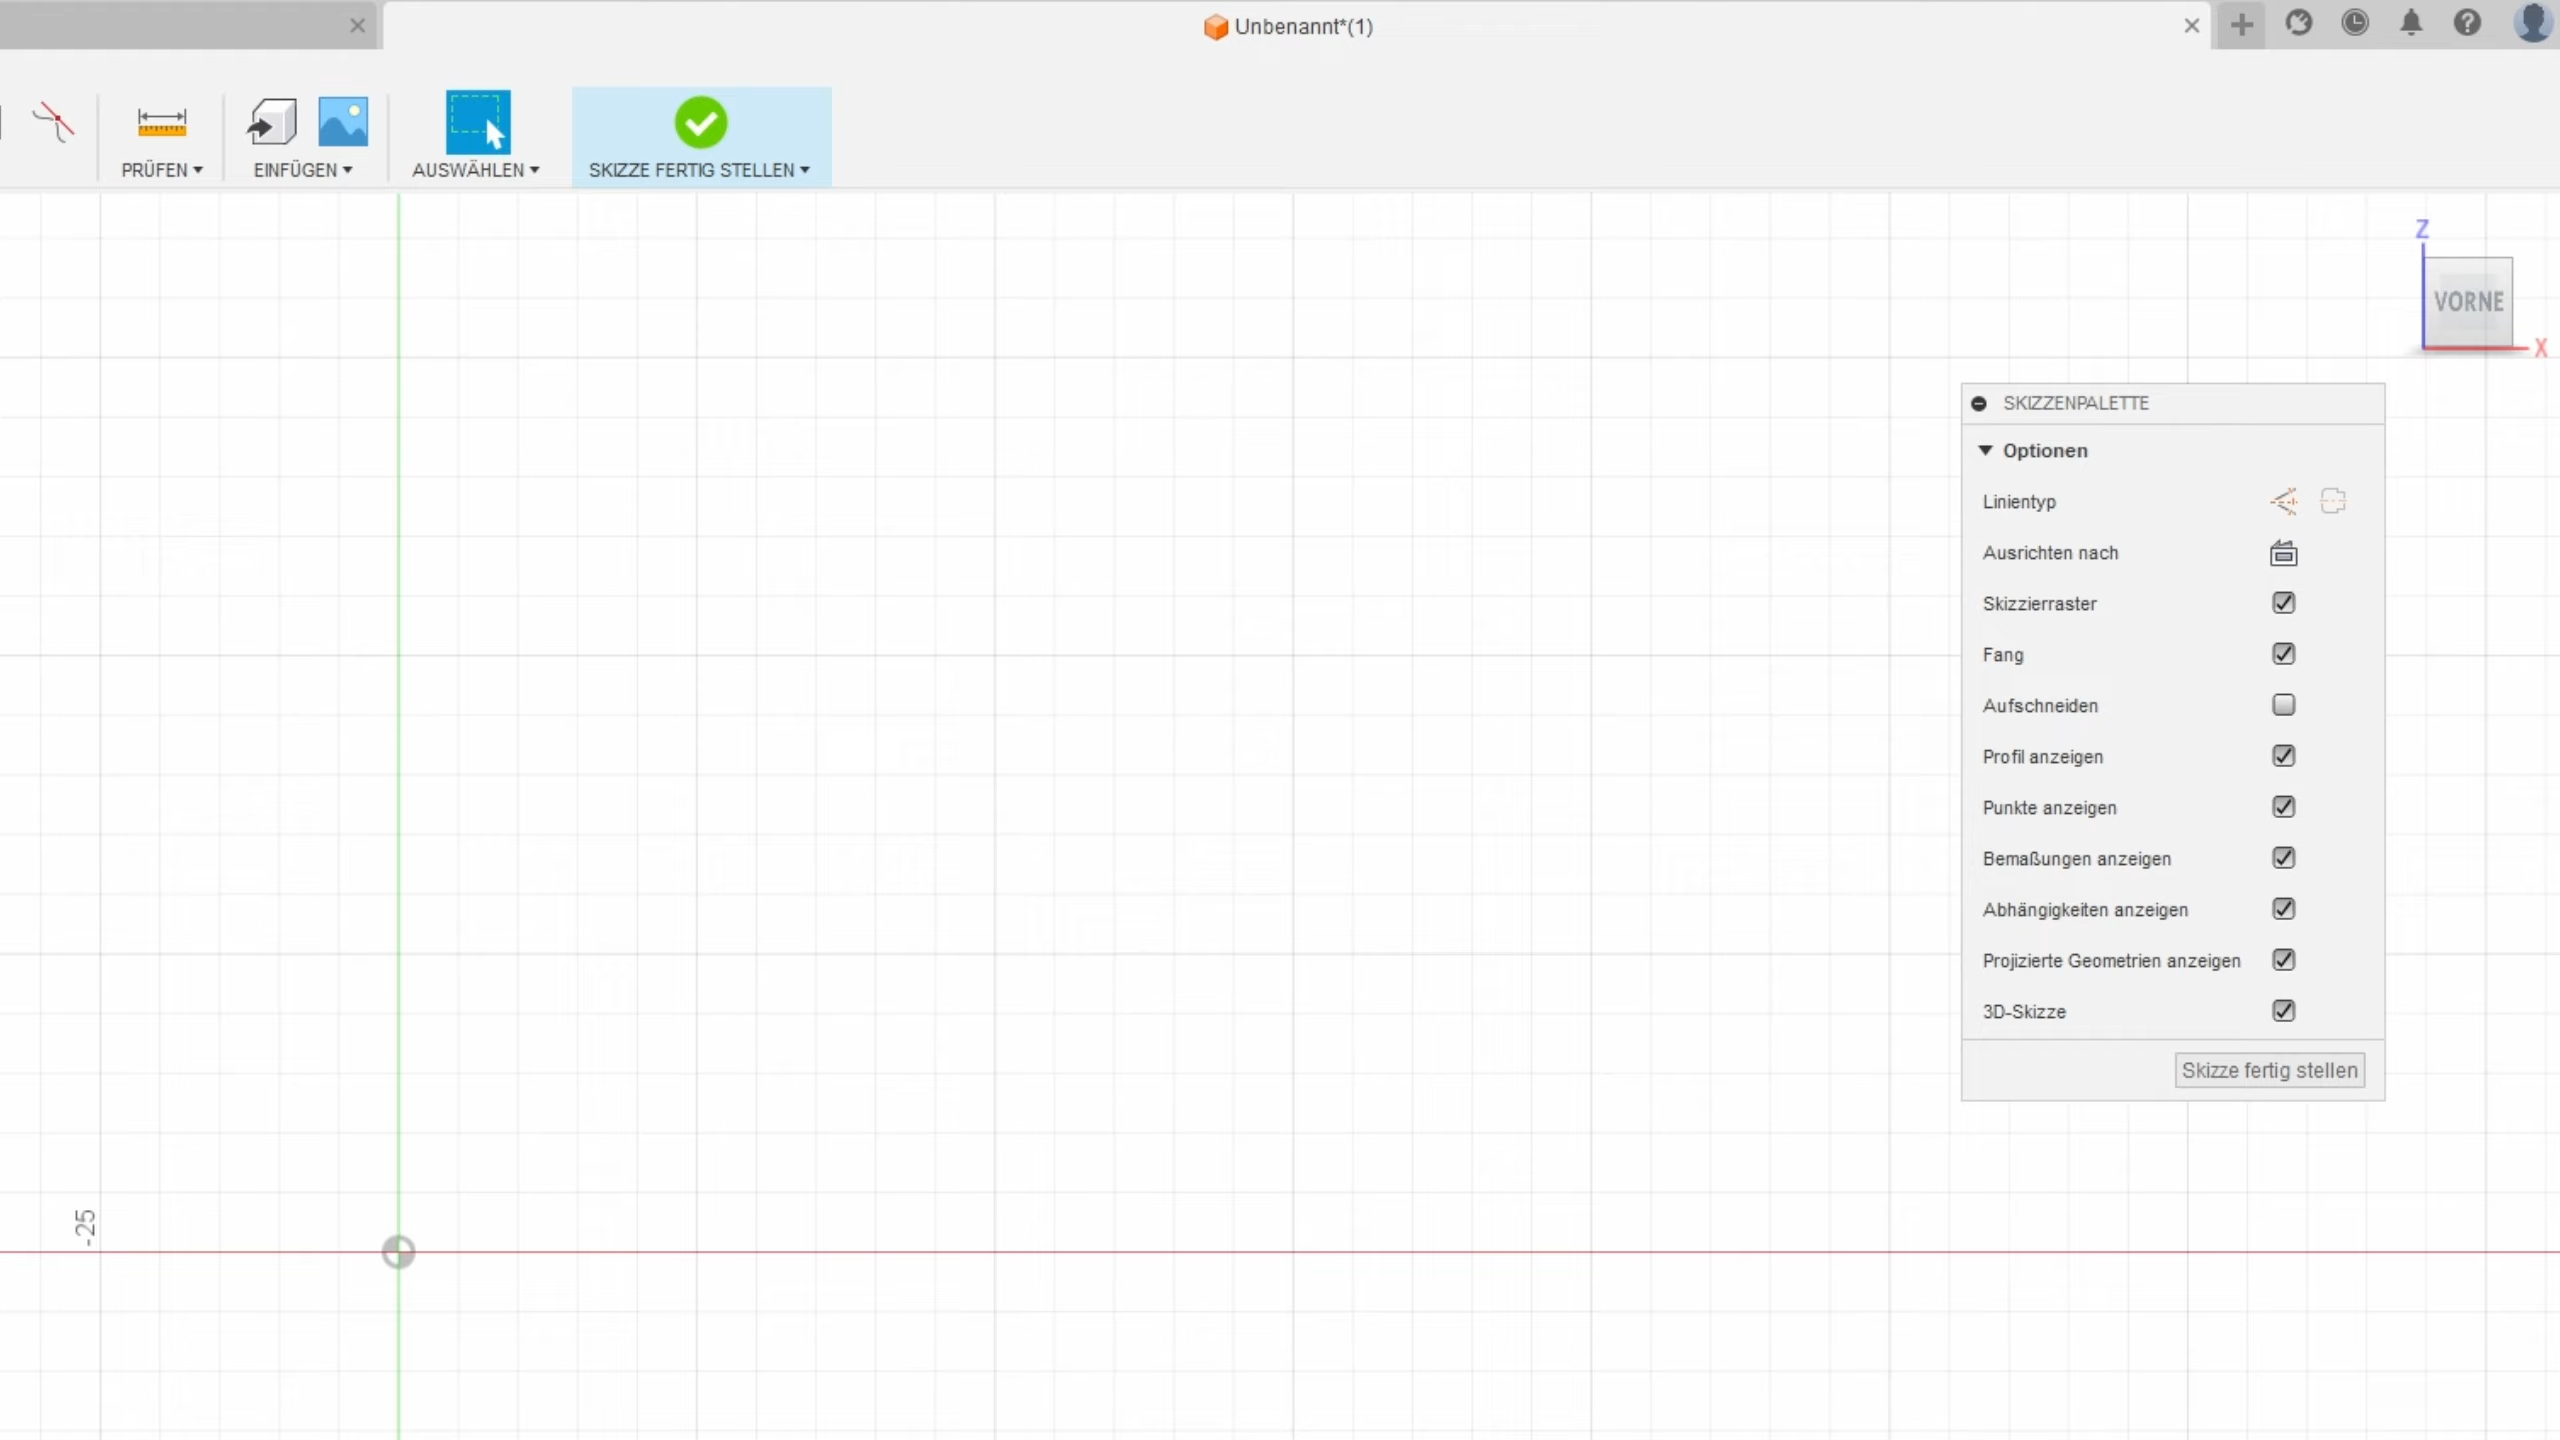 Unbenannt*(1)
PRÜFEN
EINFÜGEN
AUSWÄHLEN
SKIZZE FERTIG STELLEN
Z
VORNE
X
SKIZZENPALETTE
Optionen
Linientyp
Ausrichten nach
Skizzierraster
Fang
Aufschneiden
Profil anzeigen
Punkte anzeigen
Bemaßungen anzeigen
Abhängigkeiten anzeigen
Projizierte Geometrien anzeigen
3D-Skizze
Skizze fertig stellen
-25